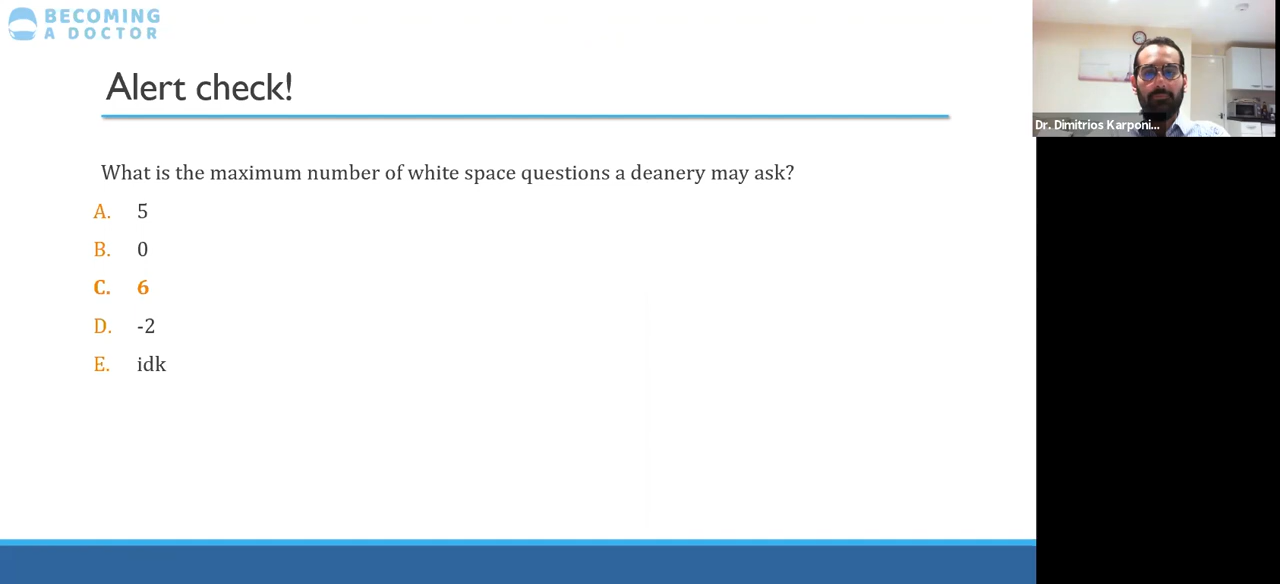 BECOMING
A DOCTOR
Alert check!
What is the maximum number of white space questions a deanery may ask?
A. 5
B. 0
C. 6
D. -2
E. idk
Dr. Dimitrios Karponi...